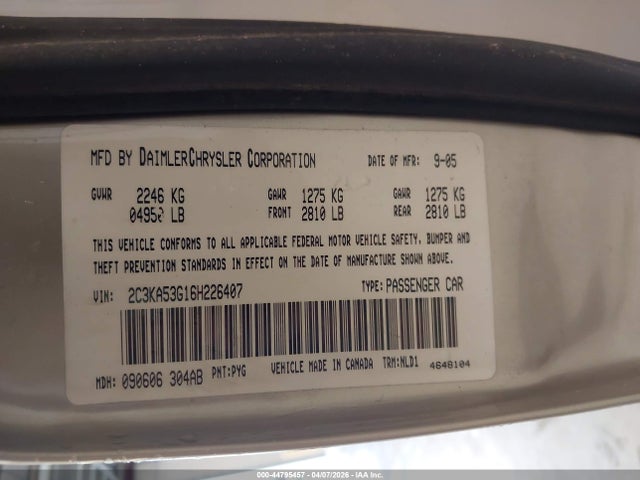 MFD BY DAIMLERCHRYSLER CORPORATION DATE OF MFR: 9-05
GVWR 2246 KG GAWR 1275 KG GAWR 1275 KG
LB FRONT 2810 LB REAR 2810 LB
THIS VEHICLE CONFORMS TO ALL APPLICABLE FEDERAL MOTOR VEHICLE SAFETY, BUMPER AND
THEFT PREVENTION STANDARDS IN EFFECT ON THE DATE OF MANUFACTURE SHOWN ABOVE.
VIN: 2C3KA53G16H226407 TYPE: PASSENGER CAR
MDH: 090606 304AB PNT: PYG VEHICLE MADE IN CANADA TRM: NLD1 4648104
000-44795457 - 04/07/2026 - IAA Inc.